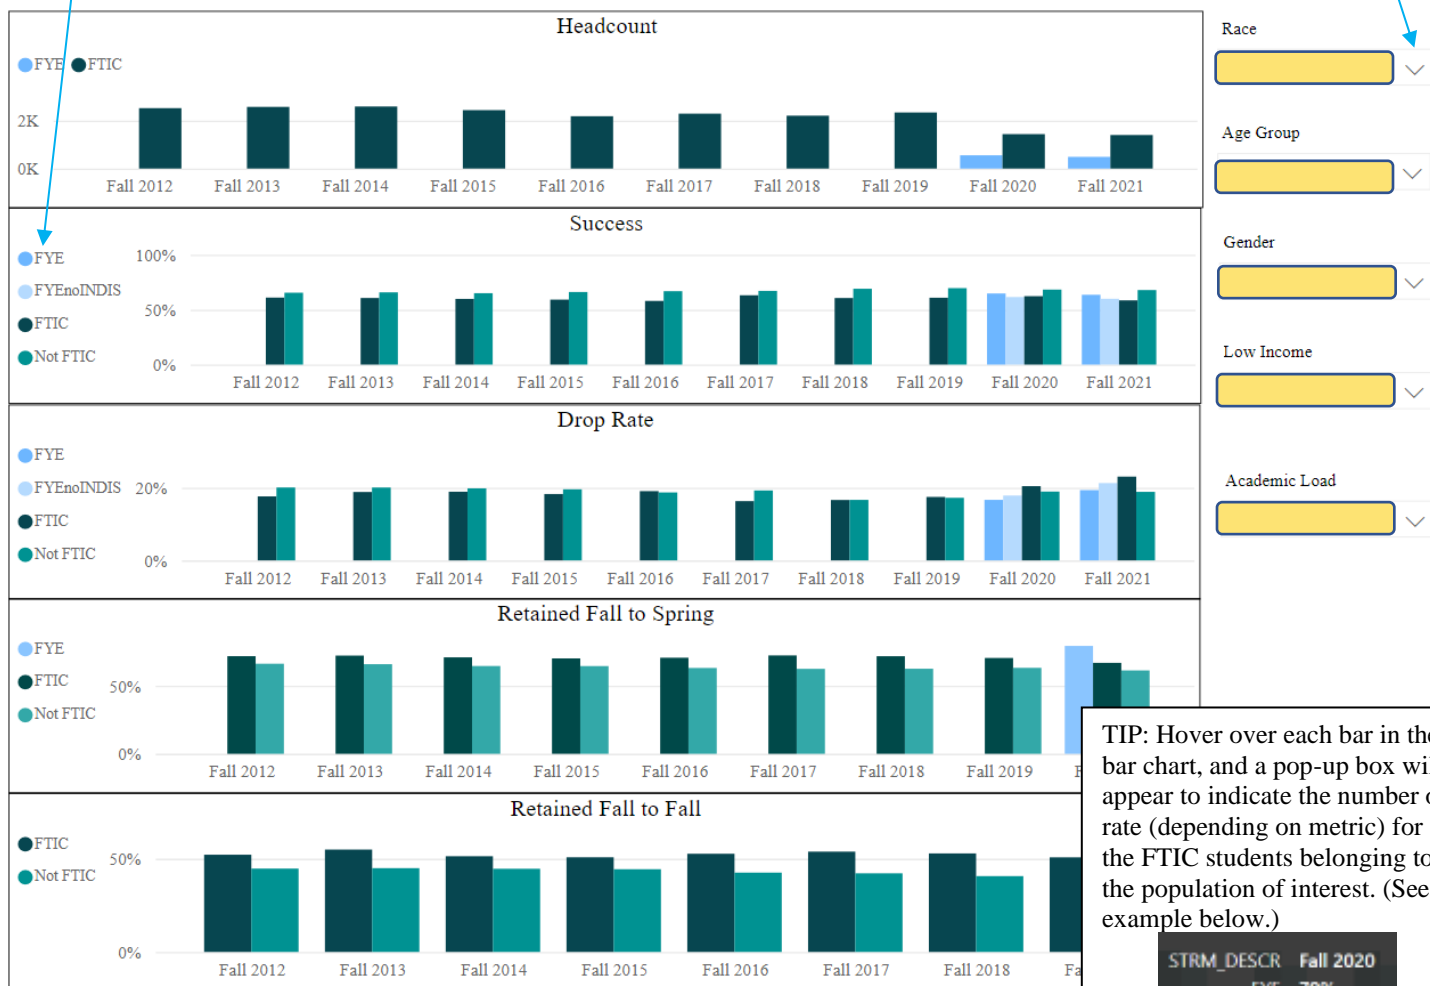 Headcount
FYE FTIC
2K
0K
Fall 2012 Fall 2013 Fall 2014 Fall 2015 Fall 2016 Fall 2017 Fall 2018 Fall 2019 Fall 2020 Fall 2021
Success
FYE
FYEnoINDIS
FTIC
Not FTIC
100%
50%
0%
Fall 2012 Fall 2013 Fall 2014 Fall 2015 Fall 2016 Fall 2017 Fall 2018 Fall 2019 Fall 2020 Fall 2021
Drop Rate
FYE
FYEnoINDIS
FTIC
Not FTIC
20%
0%
Fall 2012 Fall 2013 Fall 2014 Fall 2015 Fall 2016 Fall 2017 Fall 2018 Fall 2019 Fall 2020 Fall 2021
Retained Fall to Spring
FYE
FTIC
Not FTIC
50%
0%
Fall 2012 Fall 2013 Fall 2014 Fall 2015 Fall 2016 Fall 2017 Fall 2018 Fall 2019
Retained Fall to Fall
FTIC
Not FTIC
50%
0%
Fall 2012 Fall 2013 Fall 2014 Fall 2015 Fall 2016 Fall 2017 Fall 2018
Race
Age Group
Gender
Low Income
Academic Load
TIP: Hover over each bar in the
bar chart, and a pop-up box wil
appear to indicate the number o
rate (depending on metric) for
the FTIC students belonging to
the population of interest. (See
example below.)
STRM_DESCR Fall 2020